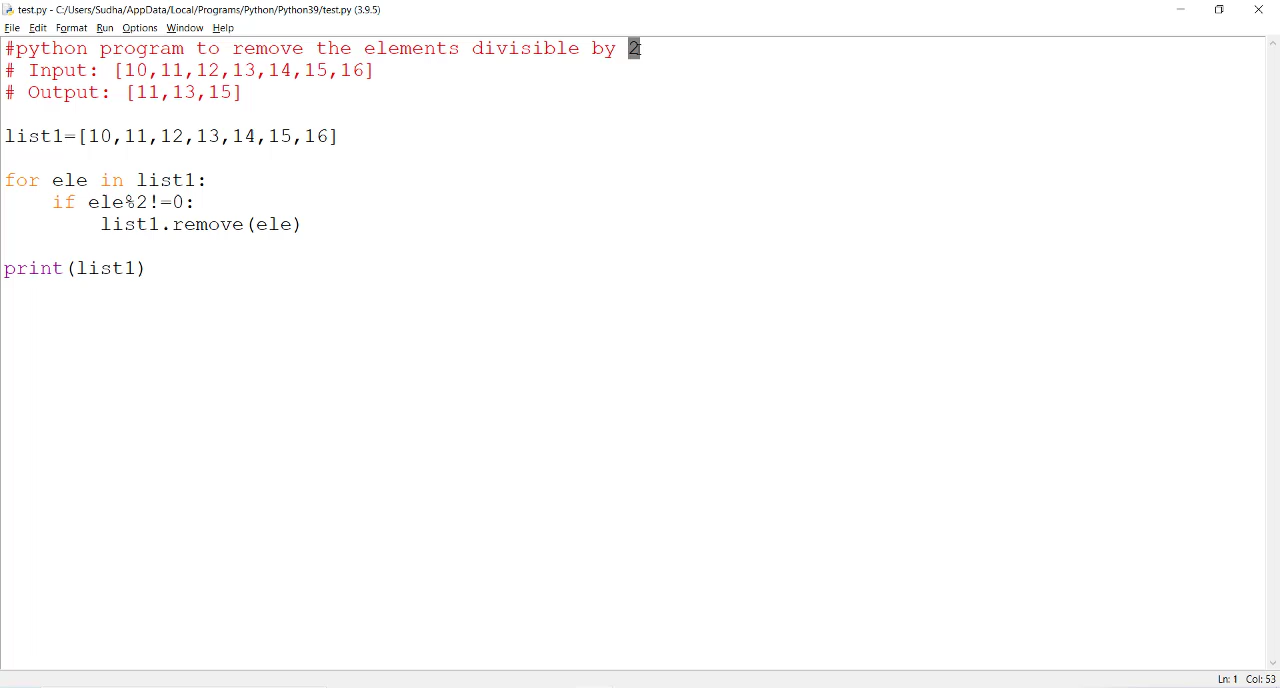 test.py - C:/Users/Sudha/AppData/Local/Programs/Python/Python39/test.py (3.9.5)
File Edit Format Run Options Window Help
#python program to remove the elements divisible by 2
# Input: [10,11,12,13,14,15,16]
# Output: [11,13,15]
list1=[10,11,12,13,14,15,16]
for ele in list1:
    if ele%2!=0:
        list1.remove(ele)
print(list1)
Ln: 1 Col: 53